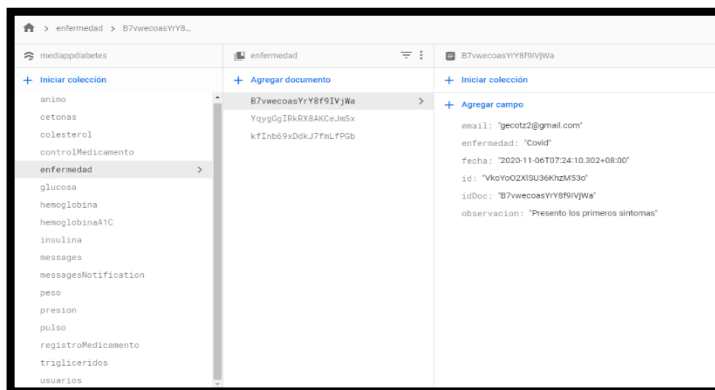 enfermedad > B7vwecoasYrY8...
mediappdiabetes
enfermedad
B7vwecoasYrY8f9IVjWa
+ Iniciar colección
+ Agregar documento
+ Iniciar colección
animo
cetonas
colesterol
controlMedicamento
enfermedad
glucosa
hemoglobina
hemoglobinaA1C
insulina
messages
messagesNotification
peso
presion
pulso
registroMedicamento
trigliceridos
usuarios
B7vwecoasYrY8f9IVjWa
YqygGgIRkRX8AKCeJmSx
kfInb69xDdkJ7fmLfPGb
+ Agregar campo
email: "gecotz2@gmail.com"
enfermedad: "Covid"
fecha: "2020-11-06T07:24:10.302+08:00"
id: "VkoYoO2XlSU36KhzM53o"
idDoc: "B7vwecoasYrY8f9IVjWa"
observacion: "Presento los primeros sintomas"